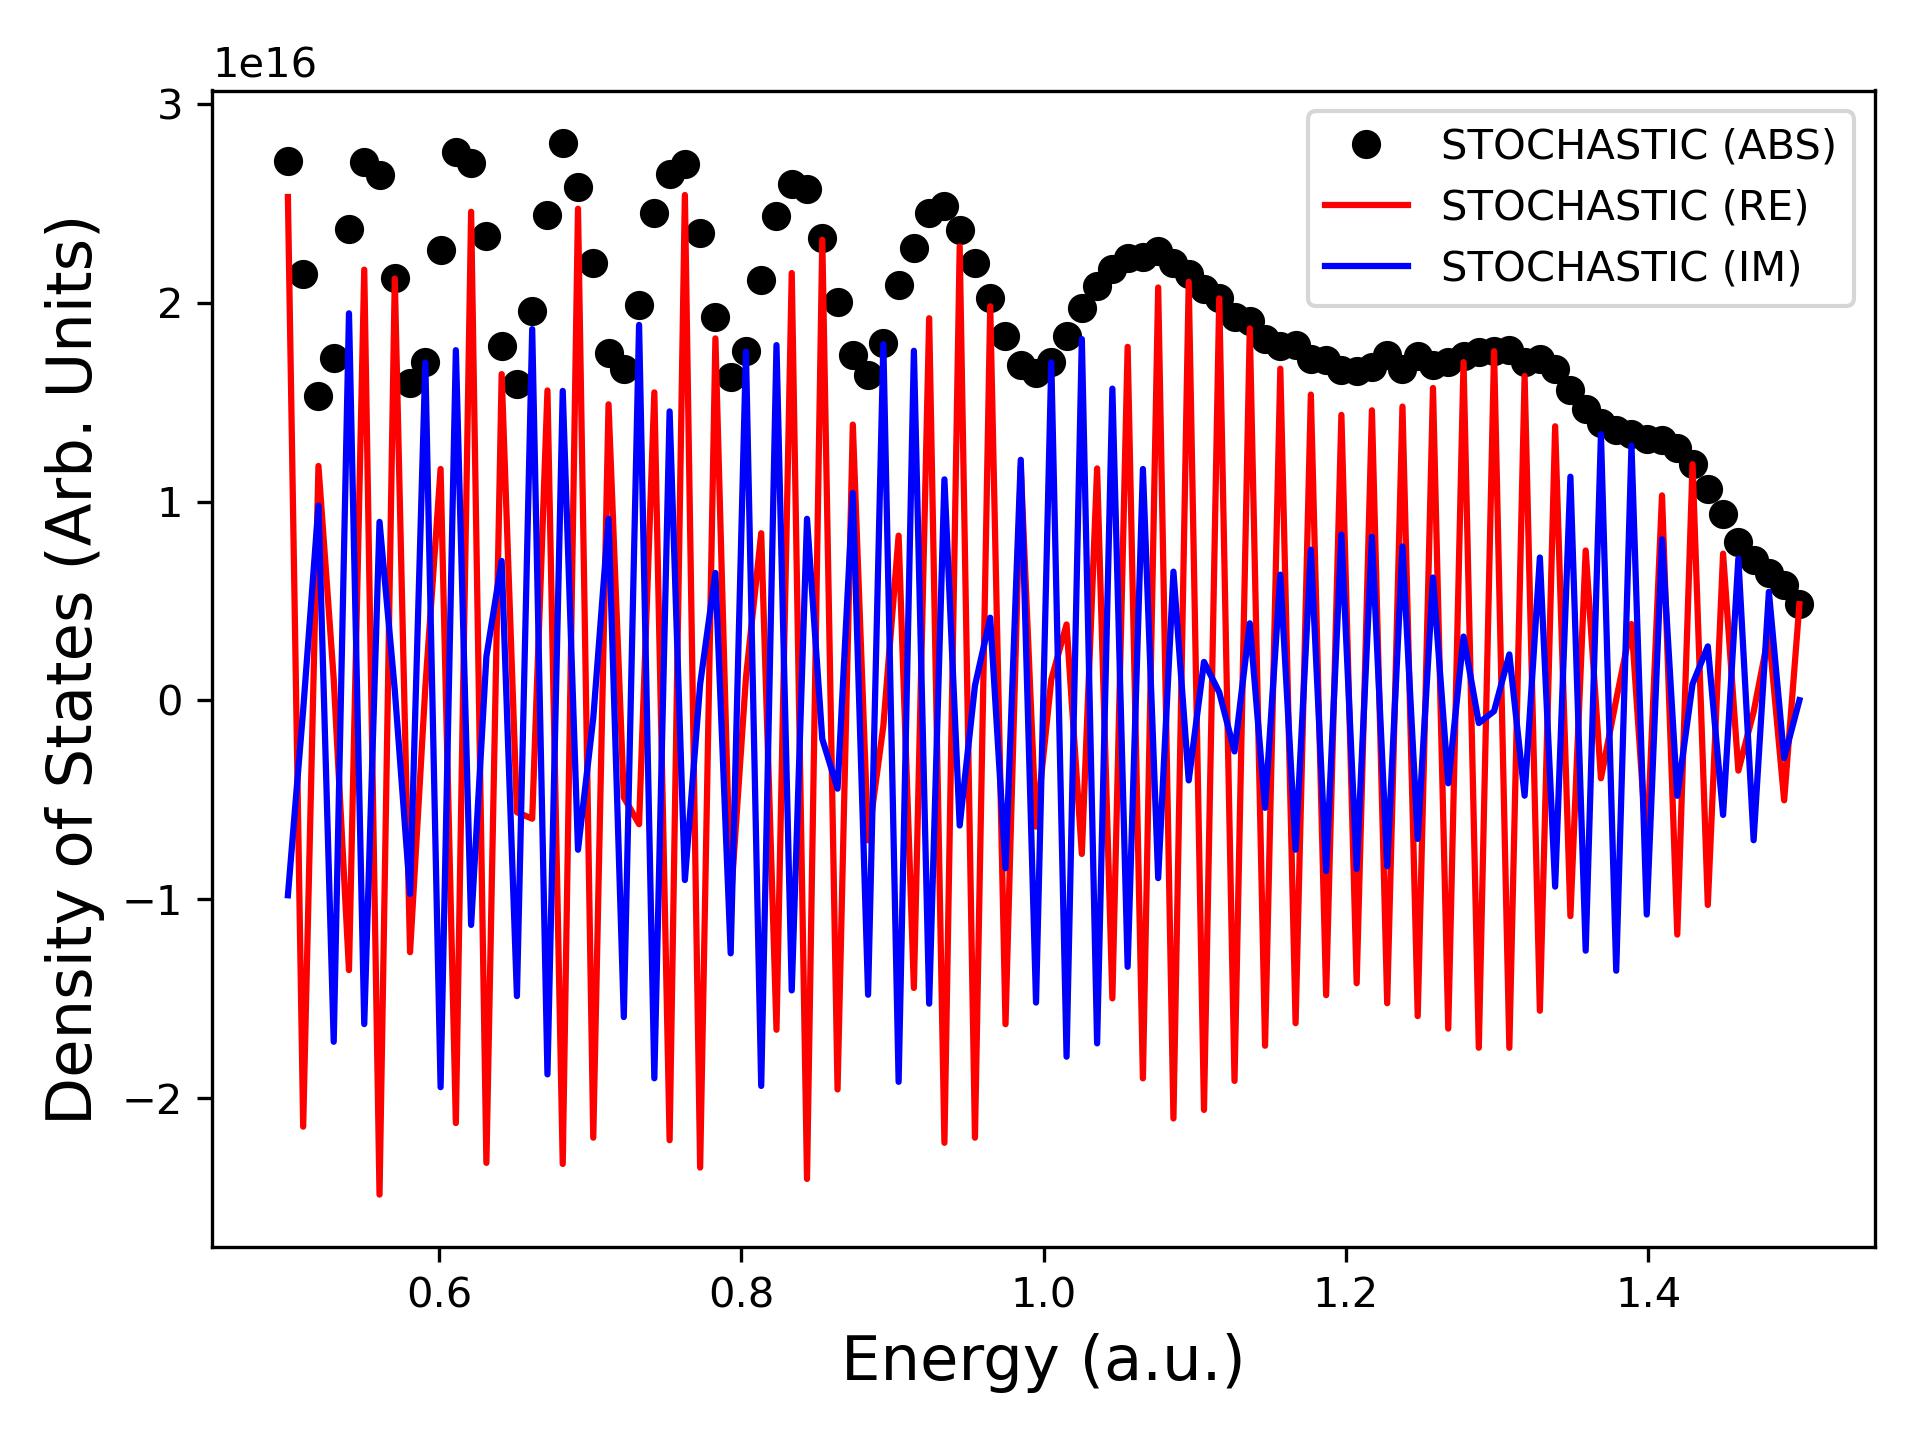 1e16
3
2
1
0
−1
−2
0.6
0.8
1.0
1.2
1.4
Density of States (Arb. Units)
Energy (a.u.)
STOCHASTIC (ABS)
STOCHASTIC (RE)
STOCHASTIC (IM)